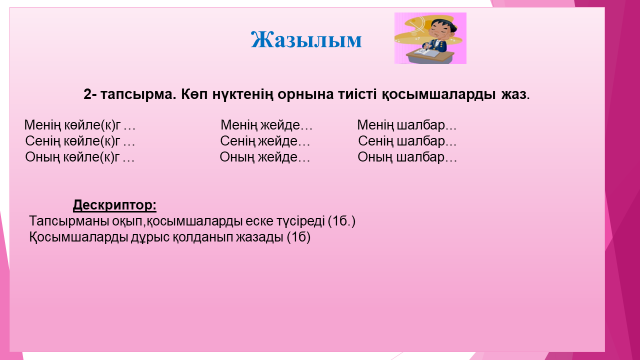 Жазылым
2- тапсырма. Көп нүктенің орнына тиісті қосымшаларды жаз.
Менің көйле(к)г … Менің жейде… Менің шалбар…
Сенің көйле(к)г … Сенің жейде… Сенің шалбар…
Оның көйле(к)г … Оның жейде… Оның шалбар…
Дескриптор:
Тапсырманы оқып,қосымшаларды еске түсіреді (1б.)
Қосымшаларды дұрыс қолданып жазады (1б)